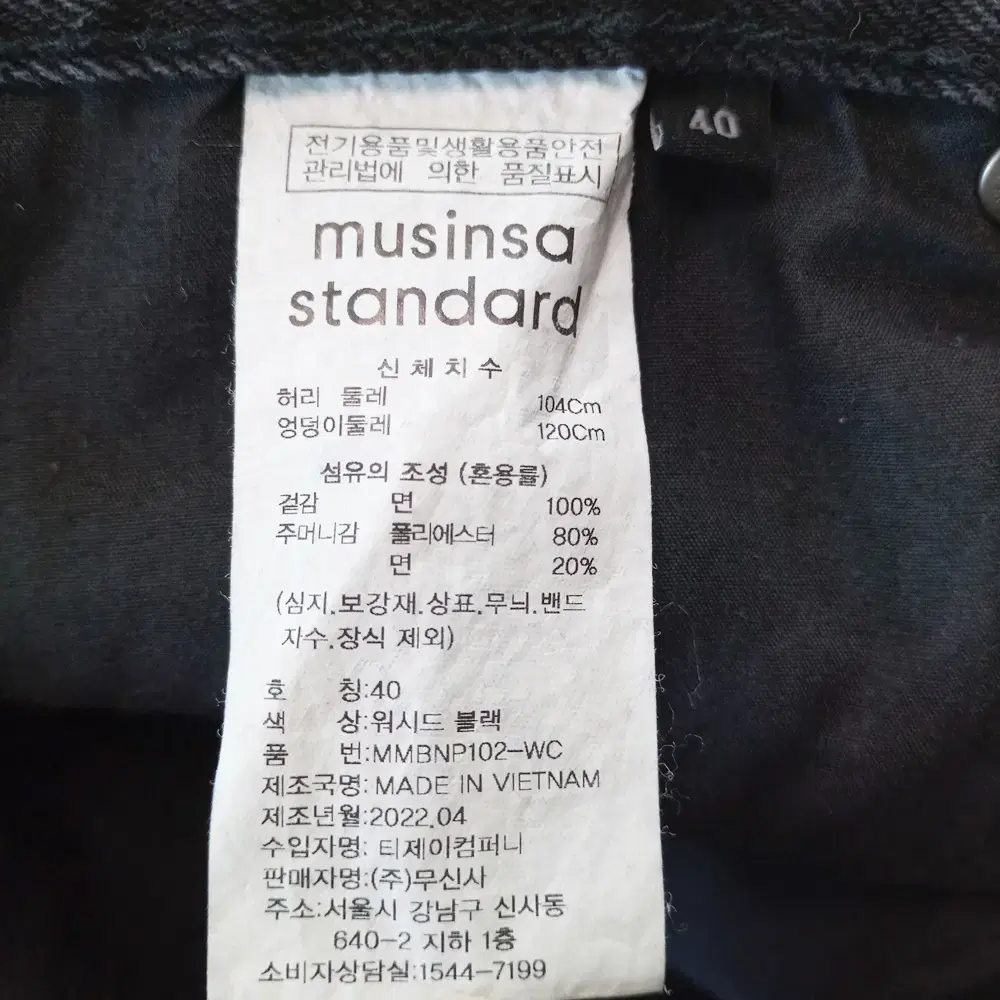 전기용품및생활용품안전
관리법에 의한 품질표시
40
musinsa
standard
신체치수
허리 둘레 104Cm
엉덩이둘레 120Cm
섬유의 조성 (혼용률)
겉감 면 100%
주머니감 폴리에스터 80%
면 20%
(심지.보강재.상표.무늬.밴드
자수.장식 제외)
호 칭:40
색 상:워시드 블랙
품 번:MMBNP102-WC
제조국명: MADE IN VIETNAM
제조년월:2022.04
수입자명: 티제이컴퍼니
판매자명:(주)무신사
주소:서울시 강남구 신사동
640-2 지하 1층
소비자상담실:1544-7199